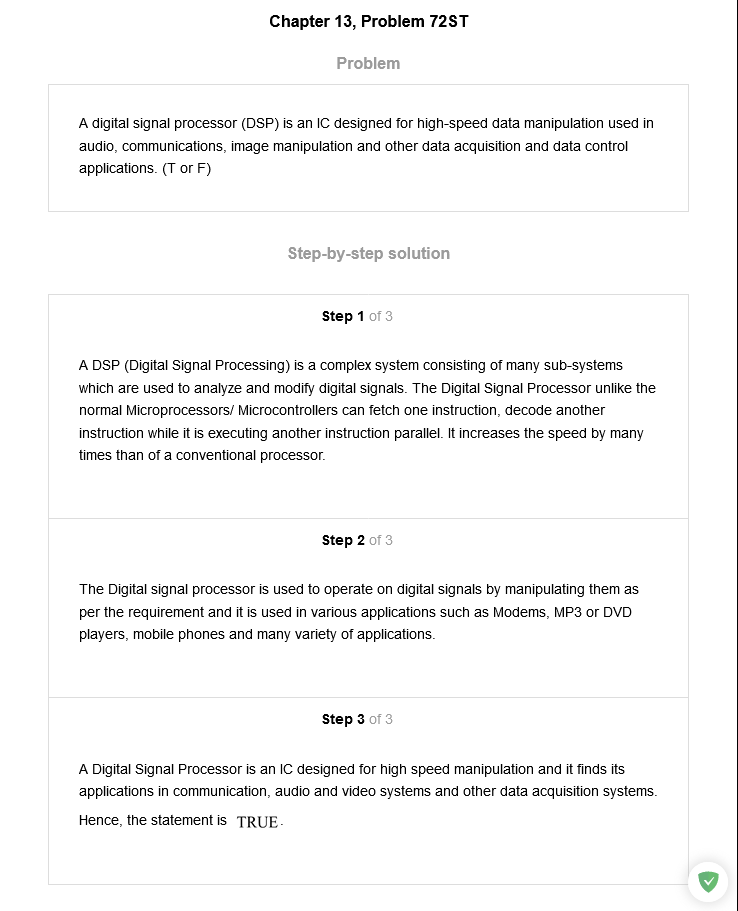 Chapter 13, Problem 72ST
Problem
A digital signal processor (DSP) is an IC designed for high-speed data manipulation used in
audio, communications, image manipulation and other data acquisition and data control
applications. (T or F)
Step-by-step solution
Step 1 of 3
A DSP (Digital Signal Processing) is a complex system consisting of many sub-systems
which are used to analyze and modify digital signals. The Digital Signal Processor unlike the
normal Microprocessors/ Microcontrollers can fetch one instruction, decode another
instruction while it is executing another instruction parallel. It increases the speed by many
times than of a conventional processor.
Step 2 of 3
The Digital signal processor is used to operate on digital signals by manipulating them as
per the requirement and it is used in various applications such as Modems, MP3 or DVD
players, mobile phones and many variety of applications.
Step 3 of 3
A Digital Signal Processor is an IC designed for high speed manipulation and it finds its
applications in communication, audio and video systems and other data acquisition systems.
Hence, the statement is TRUE.